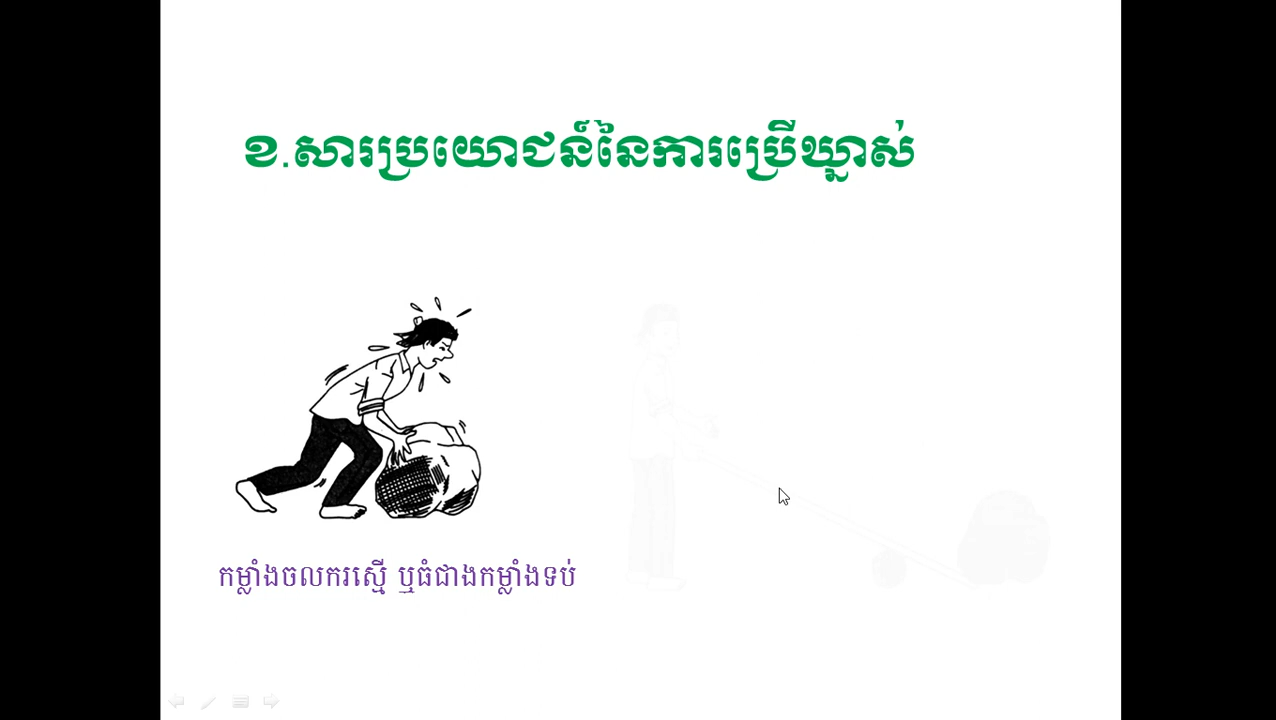 ខ.សារប្រយោជន៍នៃការប្រើឃ្នាស់
កម្លាំងចលករស្មើ ឬធំជាងកម្លាំងទប់